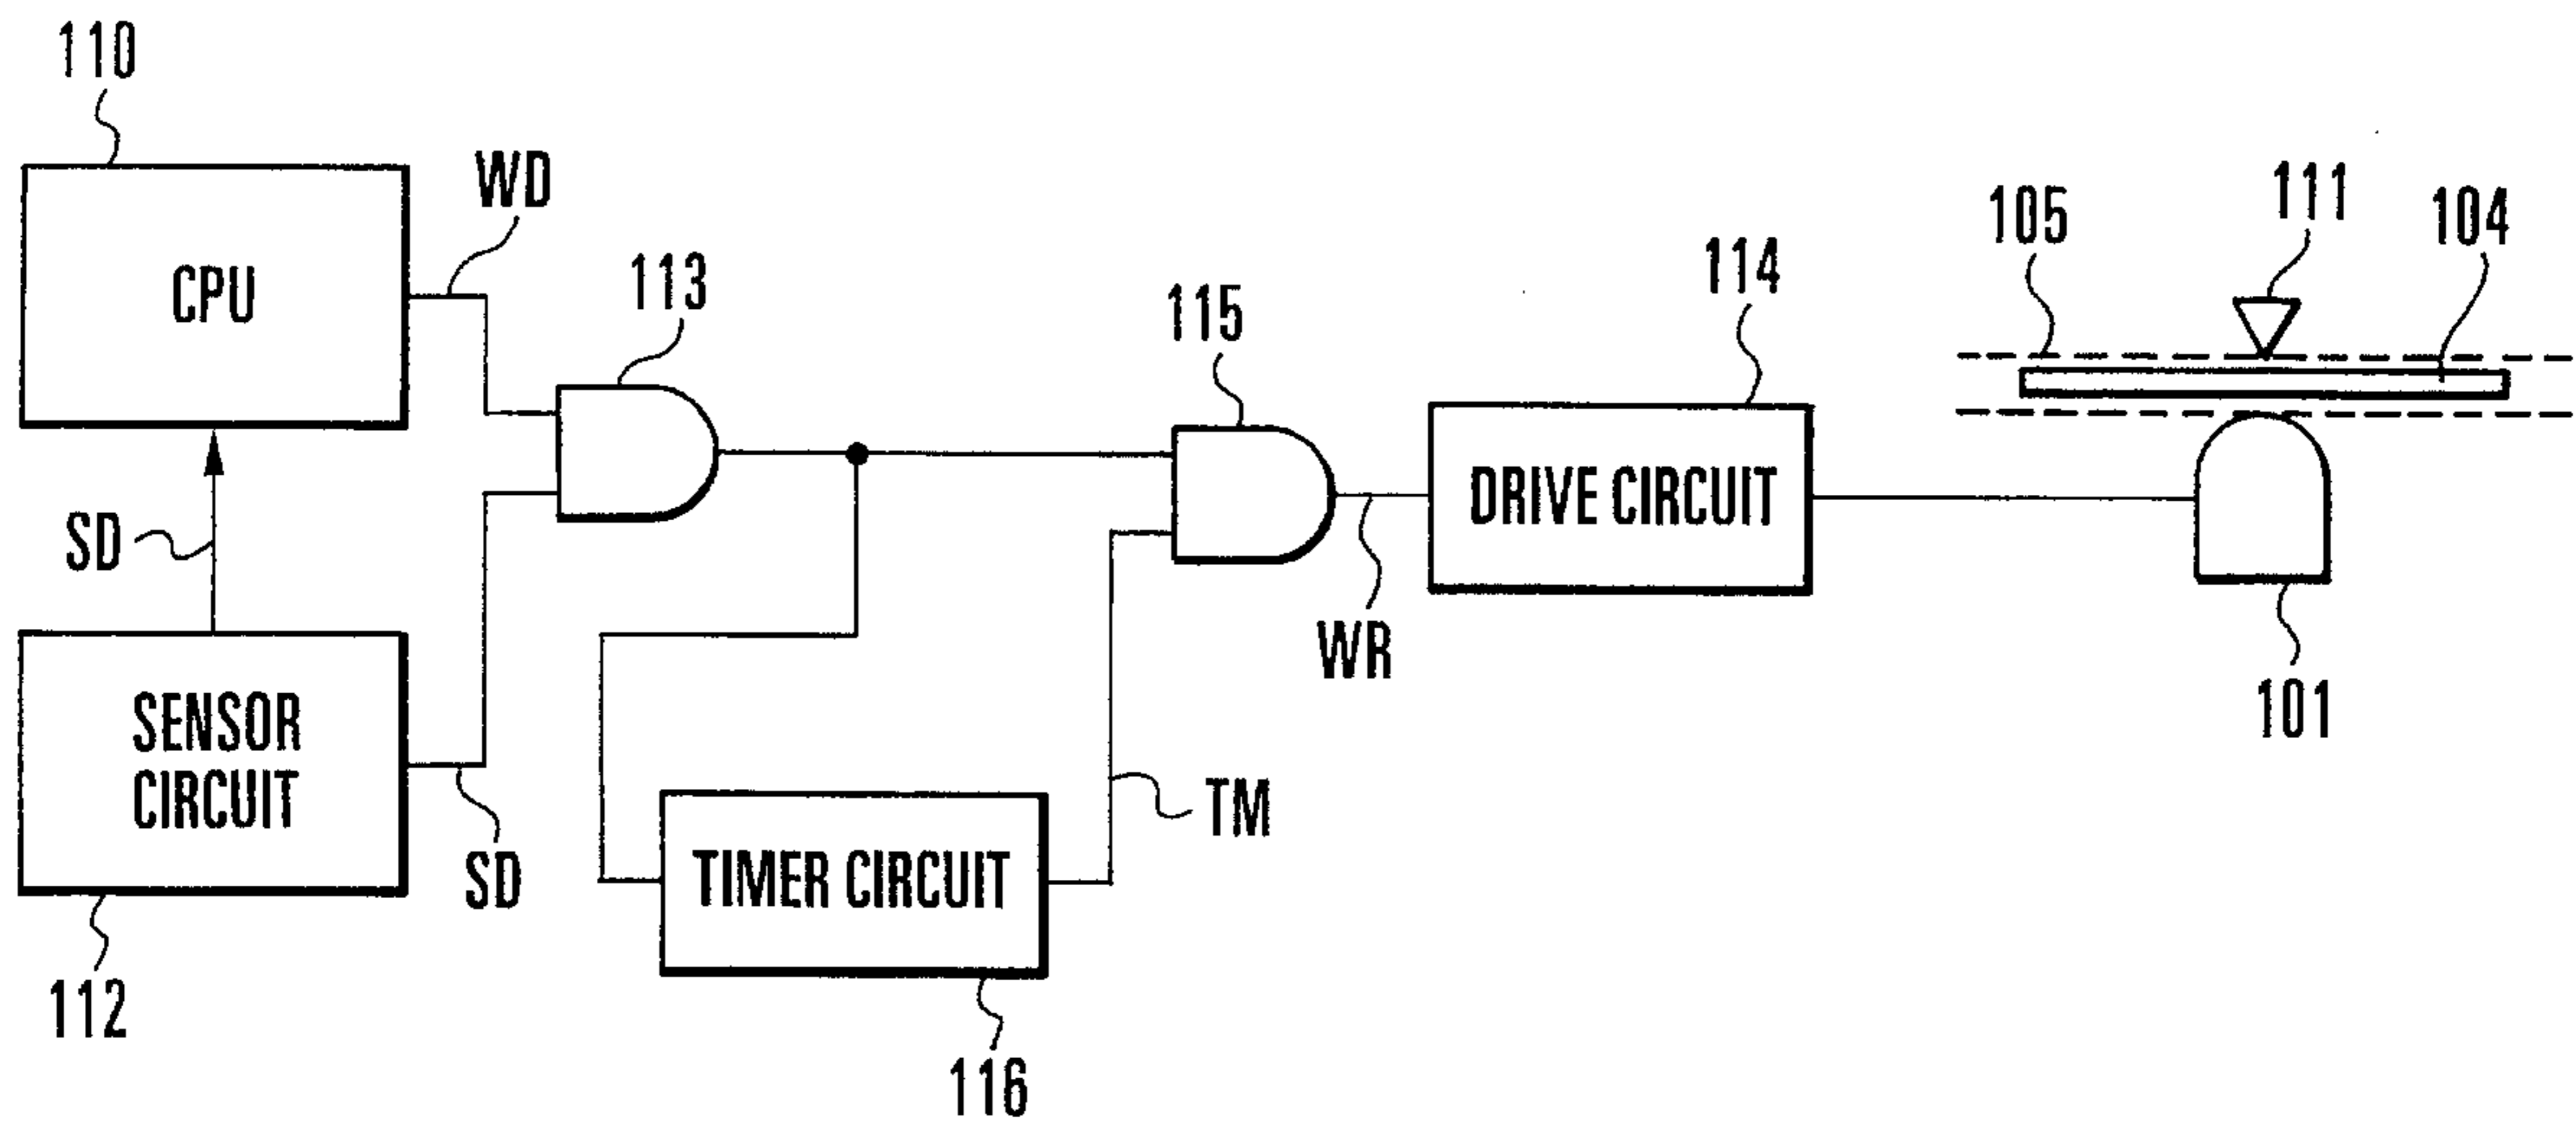 110
WD
CPU
113
115
114
105
111
104
SD
DRIVE CIRCUIT
WR
101
SENSOR
CIRCUIT
SD
TM
TIMER CIRCUIT
112
116